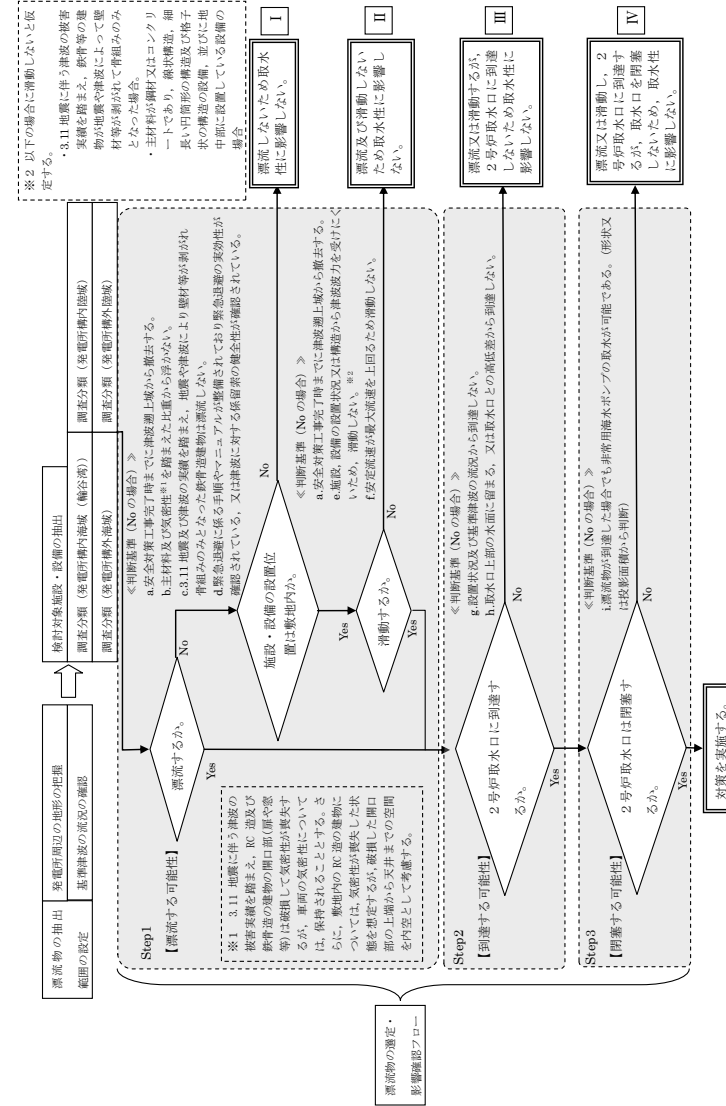 漂流物の抽出
範囲の設定
発電所周辺の地形の把握
基準津波の流況の確認
検討対象施設・設備の抽出
調査分類（発電所構内海域（輪谷湾））
調査分類（発電所構内陸域）
調査分類（発電所構外海域）
調査分類（発電所構外陸域）
※2 以下の場合に滑動しないと仮
定する。
・3.11 地震に伴う津波の被害
実績を踏まえ，鉄骨等の建
物が地震や津波によって壁
材等が剥がれて骨組みのみ
となった場合。
・主材料が鋼材又はコンクリ
ートであり，線状構造，細
長い円筒形の構造及び格子
状の構造の設備，並びに地
中部に設置している設備の
場合
漂流物の選定・
影響確認フロー
Step1
【漂流する可能性】
漂流するか。
No
Yes
≪判断基準（No の場合）≫
a.安全対策工事完了時までに津波遡上域から撤去する。
b.主材料及び気密性※1を踏まえた比重から浮かない。
c.3.11 地震及び津波の実績を踏まえ，地震や津波により壁材等が剥がれ
骨組みのみとなった鉄骨造建物は漂流しない。
d.緊急退避に係る手順やマニュアルが整備されており緊急退避の実効性が
確認されている，又は津波に対する係留索の健全性が確認されている。
※1 3.11 地震に伴う津波の
被害実績を踏まえ，RC 造及び
鉄骨造の建物の開口部(扉や窓
等)は破損して気密性が喪失す
るが，車両の気密性について
は，保持されることとする。さ
らに，敷地内の RC 造の建物に
ついては，気密性が喪失した状
態を想定するが，破損した開口
部の上端から天井までの空間
を内空として考慮する。
施設・設備の設置位
置は敷地内か。
No
Yes
漂流しないため取水
性に影響しない。
Ⅰ
≪判断基準（No の場合）≫
a.安全対策工事完了時までに津波遡上域から撤去する。
e.施設，設備の設置状況又は構造から津波波力を受けにく
いため，滑動しない。※2
f.安定流速が最大流速を上回るため滑動しない。
滑動するか。
No
Yes
漂流及び滑動しない
ため取水性に影響し
ない。
Ⅱ
Step2
【到達する可能性】
2号炉取水口に到達す
るか。
No
Yes
≪判断基準（No の場合）≫
g.設置状況及び基準津波の流況から到達しない。
h.取水口上部の水面に留まる，又は取水口との高低差から到達しない。
漂流又は滑動するが，
2号炉取水口に到達
しないため取水性に
影響しない。
Ⅲ
Step3
【閉塞する可能性】
2号炉取水口は閉塞す
るか。
No
Yes
≪判断基準（No の場合）≫
i.漂流物が到達した場合でも非常用海水ポンプの取水が可能である。（形状又
は投影面積から判断）
漂流又は滑動し，2
号炉取水口に到達す
るが，取水口を閉塞
しないため，取水性
に影響しない。
Ⅳ
対策を実施する。